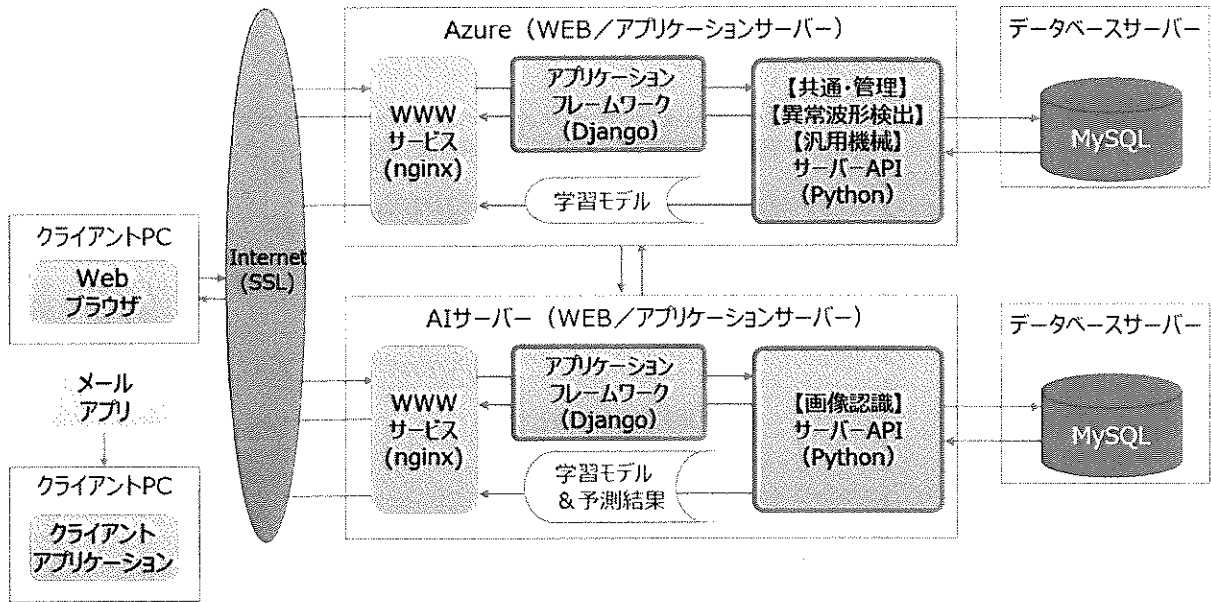 Azure（WEB／アプリケーションサーバー）
WWW
サービス
(nginx)
アプリケーション
フレームワーク
(Django)
【共通・管理】
【異常波形検出】
【汎用機械】
サーバーAPI
(Python)
学習モデル
データベースサーバー
MySQL
クライアントPC
Web
ブラウザ
Internet
(SSL)
メール
アプリ
クライアントPC
クライアント
アプリケーション
AIサーバー（WEB／アプリケーションサーバー）
WWW
サービス
(nginx)
アプリケーション
フレームワーク
(Django)
【画像認識】
サーバーAPI
(Python)
学習モデル
＆予測結果
データベースサーバー
MySQL